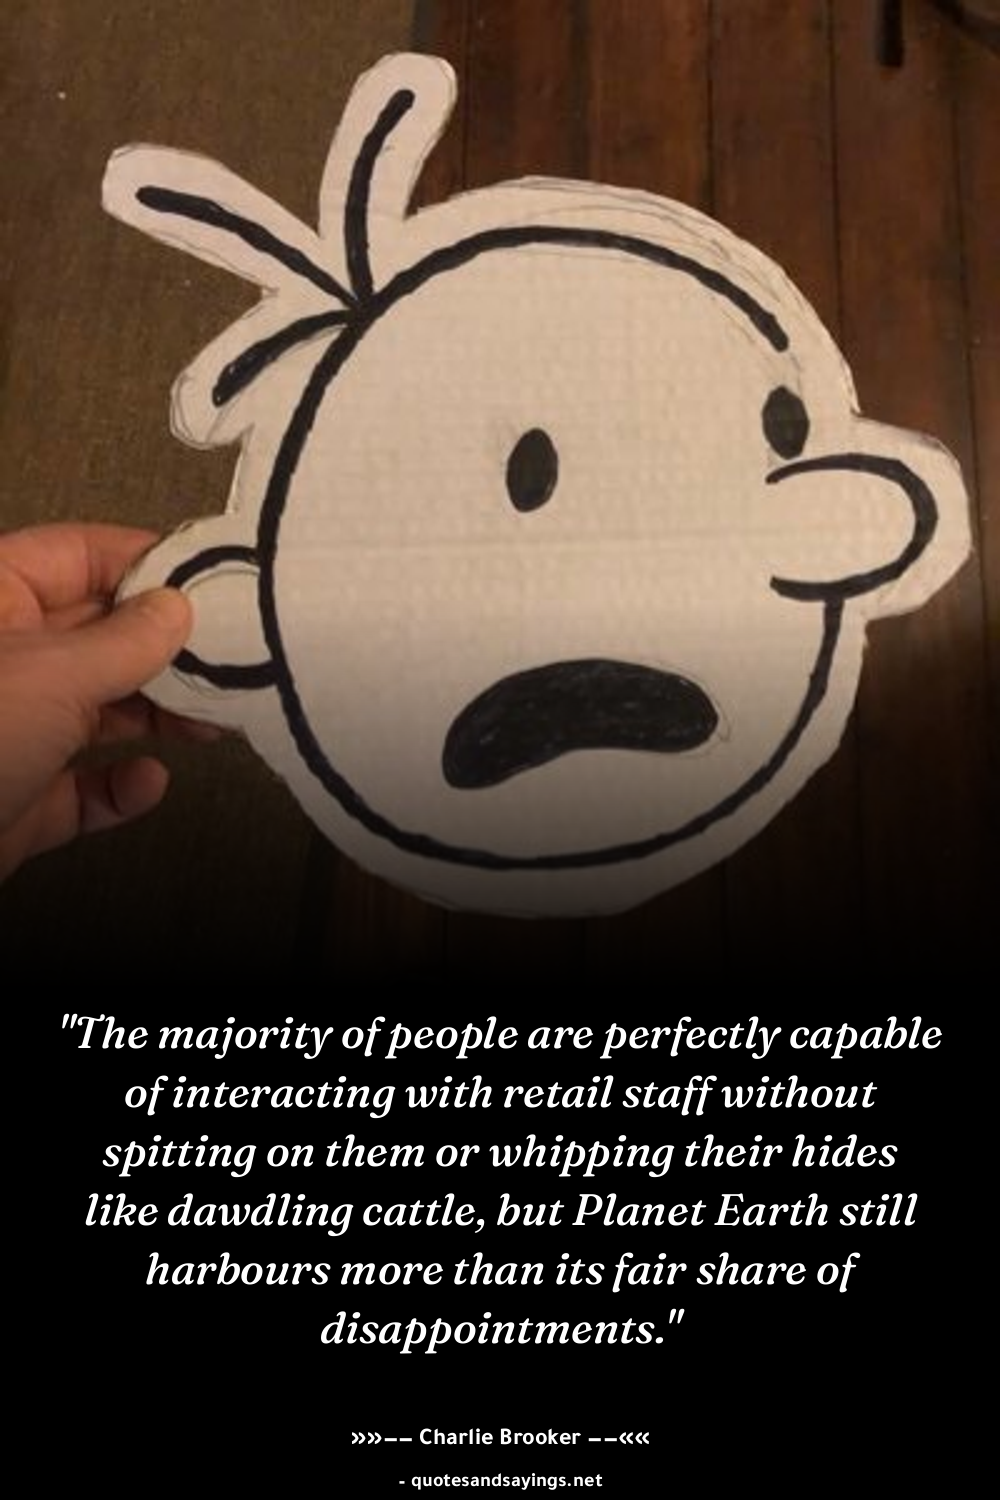 "The majority of people are perfectly capable
of interacting with retail staff without
spitting on them or whipping their hides
like dawdling cattle, but Planet Earth still
harbours more than its fair share of
disappointments."
»»–– Charlie Brooker ––««
- quotesandsayings.net